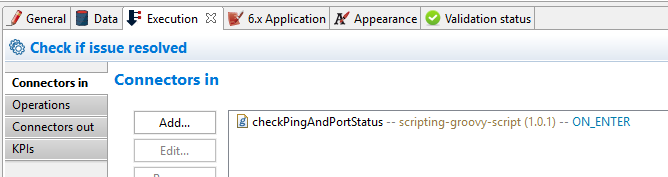 General Data Execution 6.x Application Appearance Validation status
Check if issue resolved
Connectors in
Operations
Connectors out
KPIs
Connectors in
Add...
Edit...
checkPingAndPortStatus -- scripting-groovy-script (1.0.1) -- ON_ENTER